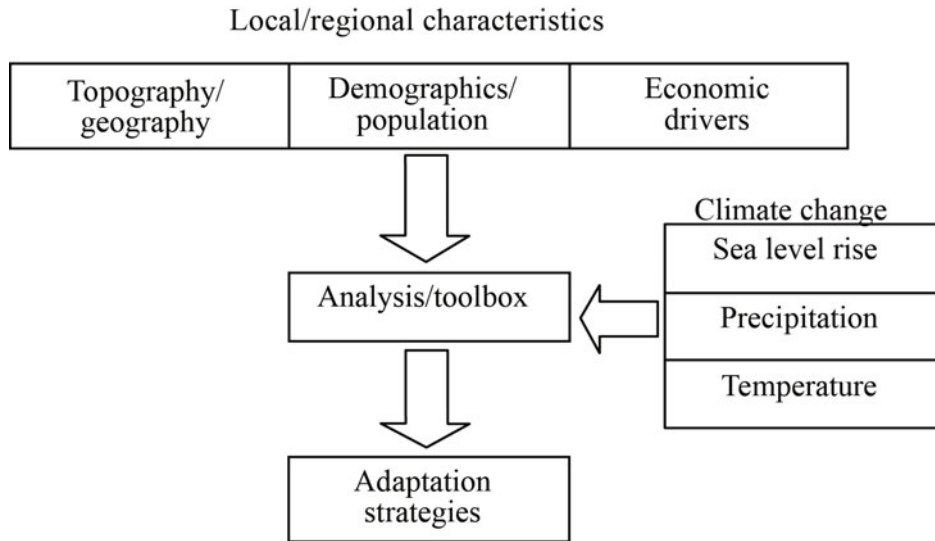 Local/regional characteristics
Topography/
geography
Demographics/
population
Economic
drivers
Climate change
Sea level rise
Analysis/toolbox
Precipitation
Temperature
Adaptation
strategies